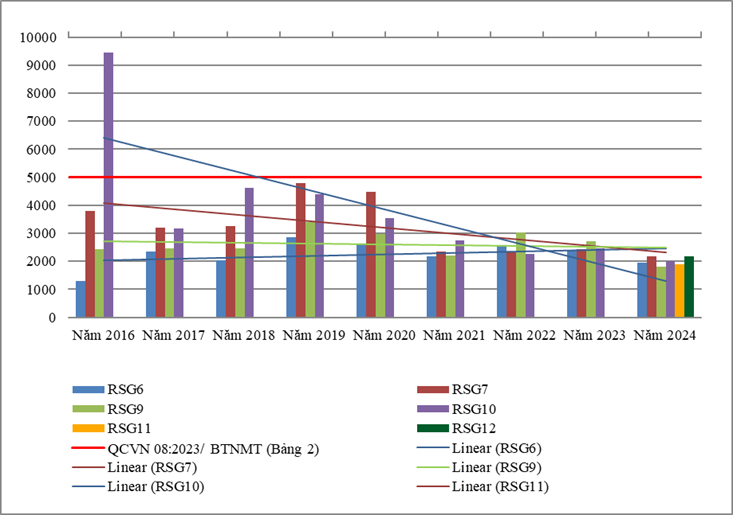 10000
9000
8000
7000
6000
5000
4000
3000
2000
1000
0
Năm 2016 Năm 2017 Năm 2018 Năm 2019 Năm 2020 Năm 2021 Năm 2022 Năm 2023 Năm 2024
RSG6 RSG7
RSG9 RSG10
RSG11 RSG12
QCVN 08:2023/ BTNMT (Bảng 2) Linear (RSG6)
Linear (RSG7) Linear (RSG9)
Linear (RSG10) Linear (RSG11)